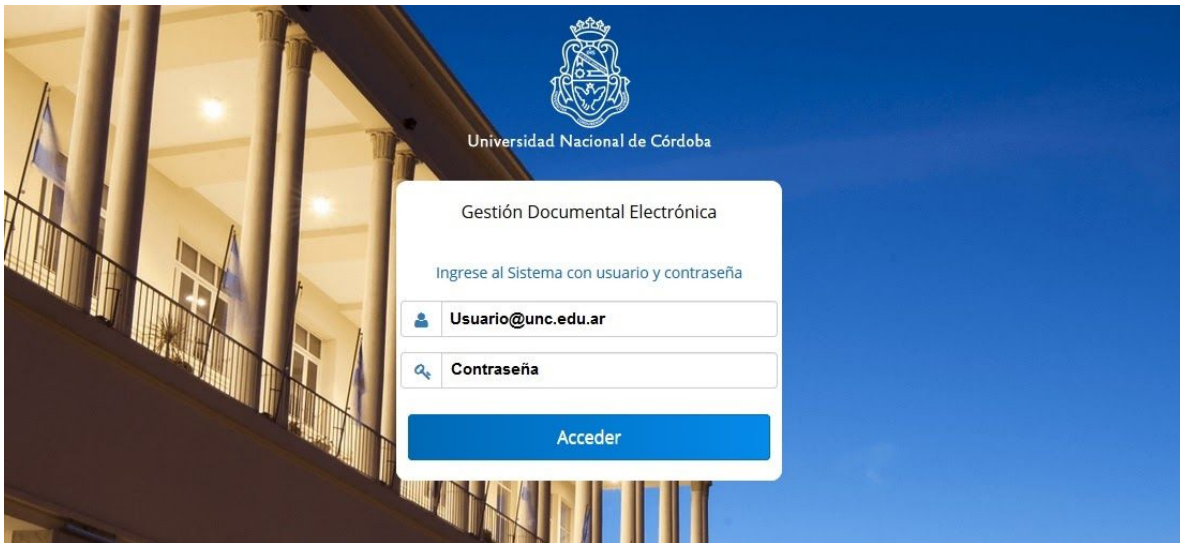 Universidad Nacional de Córdoba
Gestión Documental Electrónica
Ingrese al Sistema con usuario y contraseña
Usuario@unc.edu.ar
Contraseña
Acceder